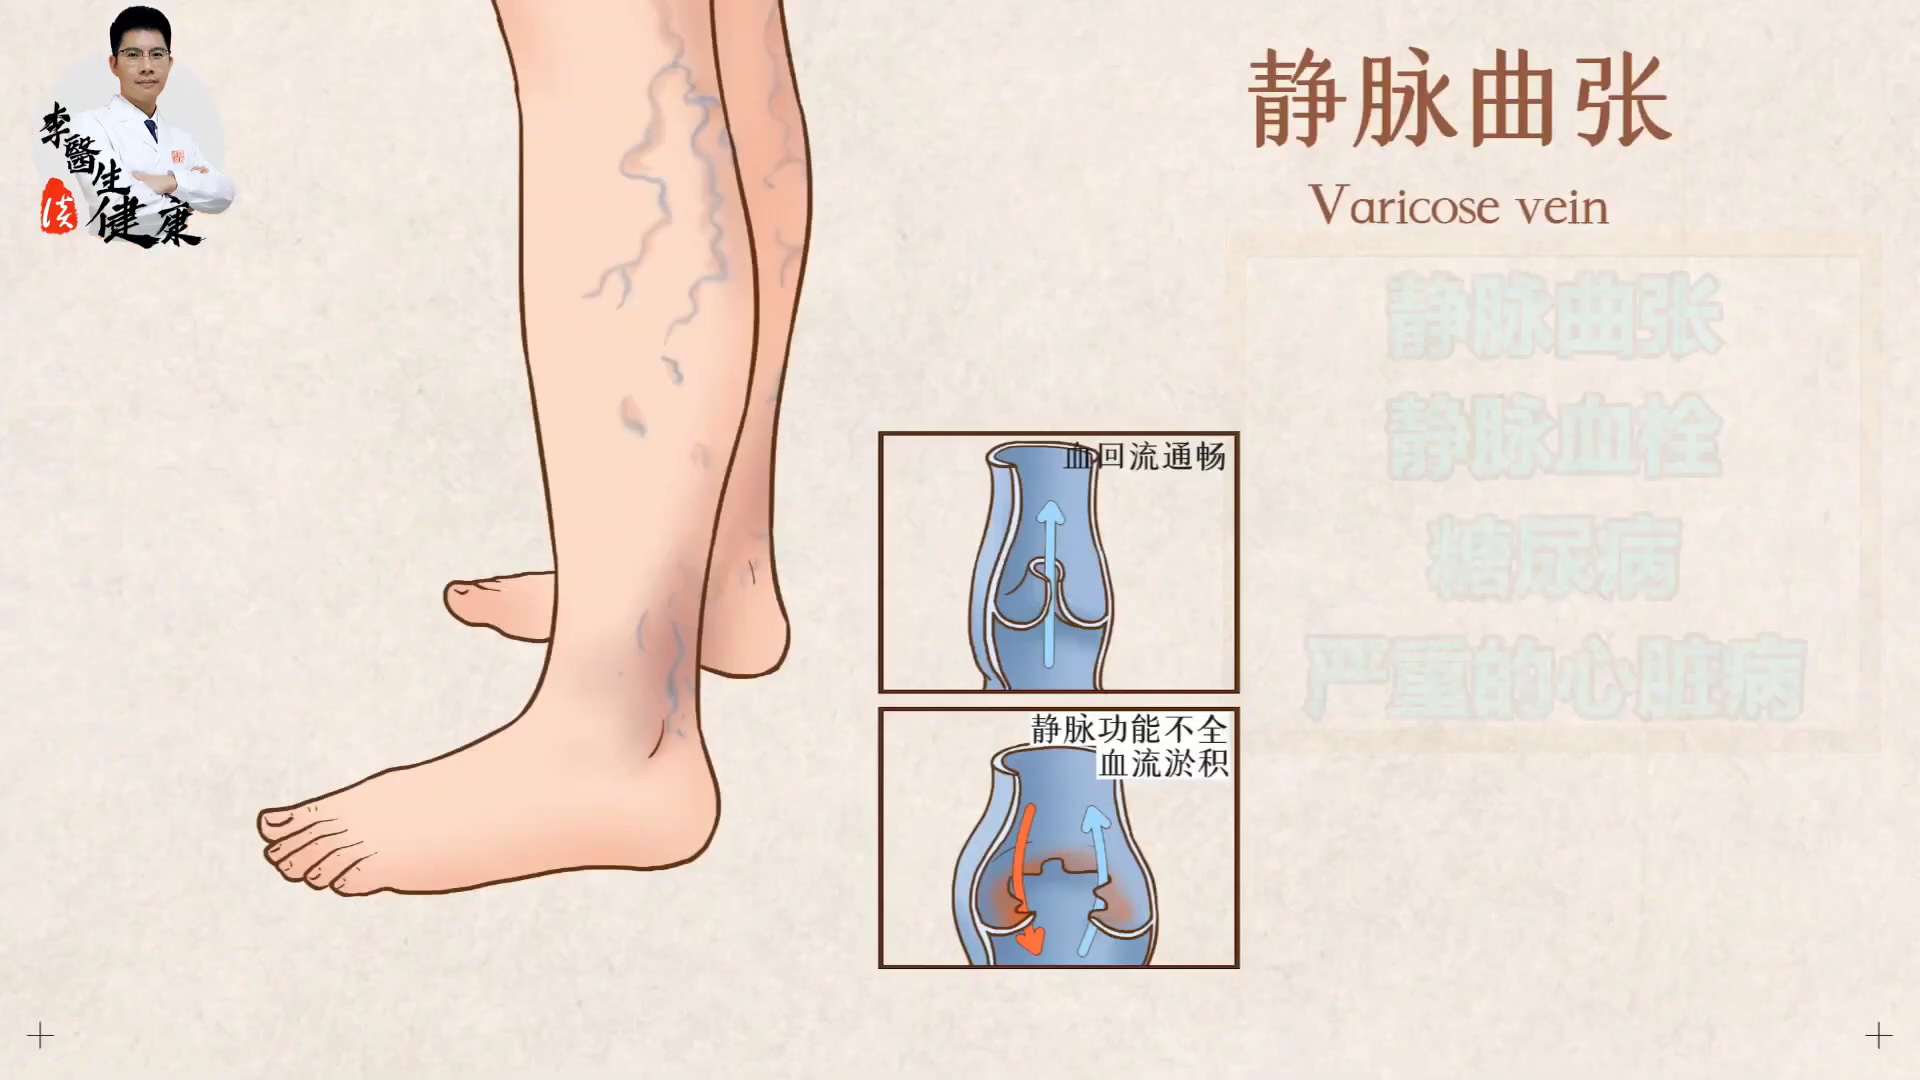 李醫生
谈健康
静脉曲张
Varicose vein
静脉曲张
静脉血栓
糖尿病
严重的心脏病
血回流通畅
静脉功能不全
血流淤积